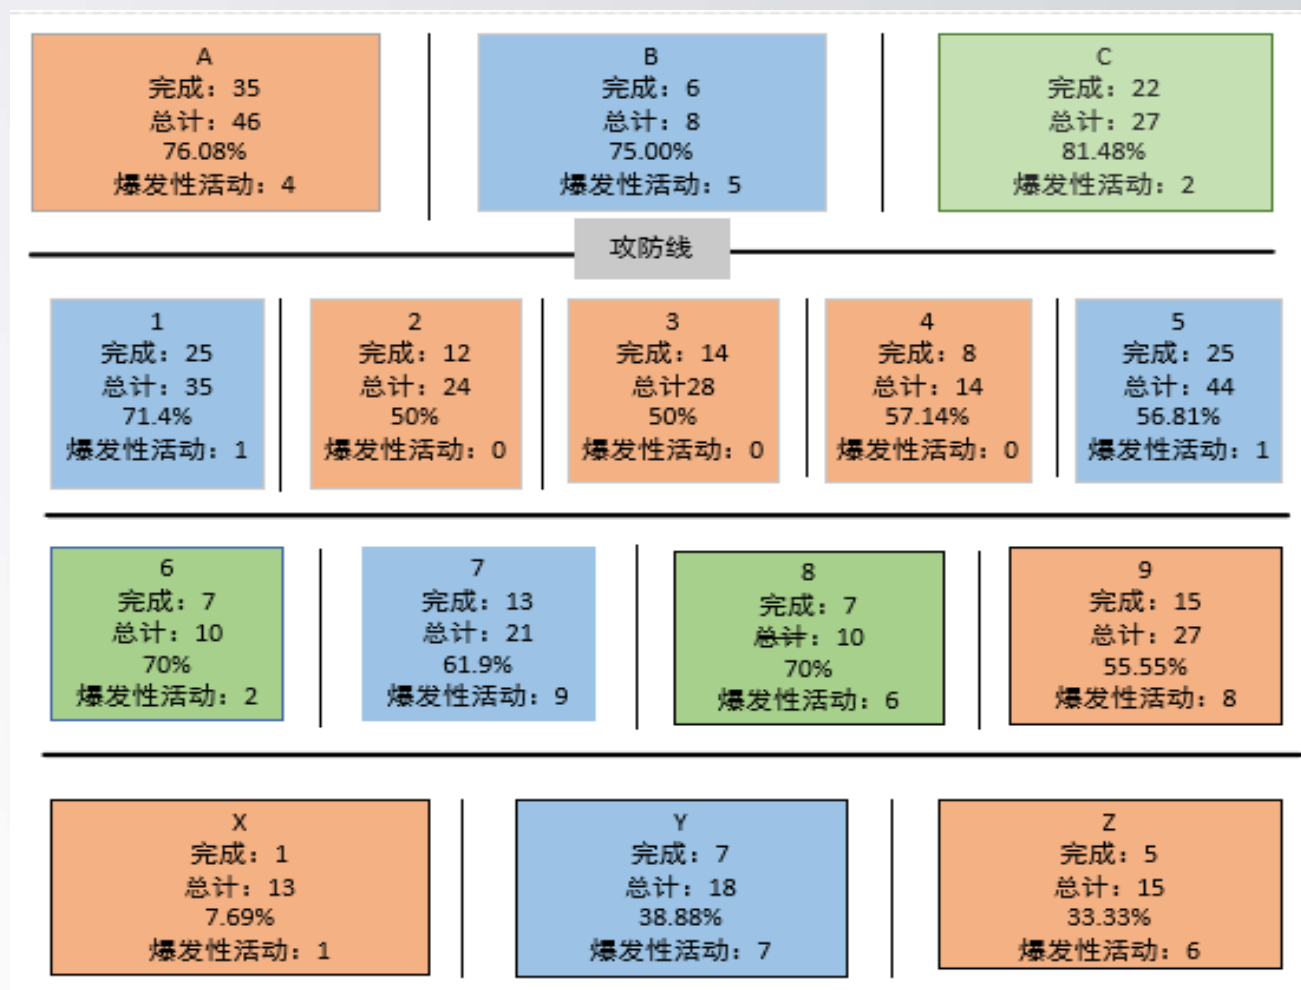 A
完成：35
总计：46
76.08%
爆发性活动：4
B
完成：6
总计：8
75.00%
爆发性活动：5
C
完成：22
总计：27
81.48%
爆发性活动：2
攻防线
1
完成：25
总计：35
71.4%
爆发性活动：1
2
完成：12
总计：24
50%
爆发性活动：0
3
完成：14
总计28
50%
爆发性活动：0
4
完成：8
总计：14
57.14%
爆发性活动：0
5
完成：25
总计：44
56.81%
爆发性活动：1
6
完成：7
总计：10
70%
爆发性活动：2
7
完成：13
总计：21
61.9%
爆发性活动：9
8
完成：7
总计：10
70%
爆发性活动：6
9
完成：15
总计：27
55.55%
爆发性活动：8
X
完成：1
总计：13
7.69%
爆发性活动：1
Y
完成：7
总计：18
38.88%
爆发性活动：7
Z
完成：5
总计：15
33.33%
爆发性活动：6